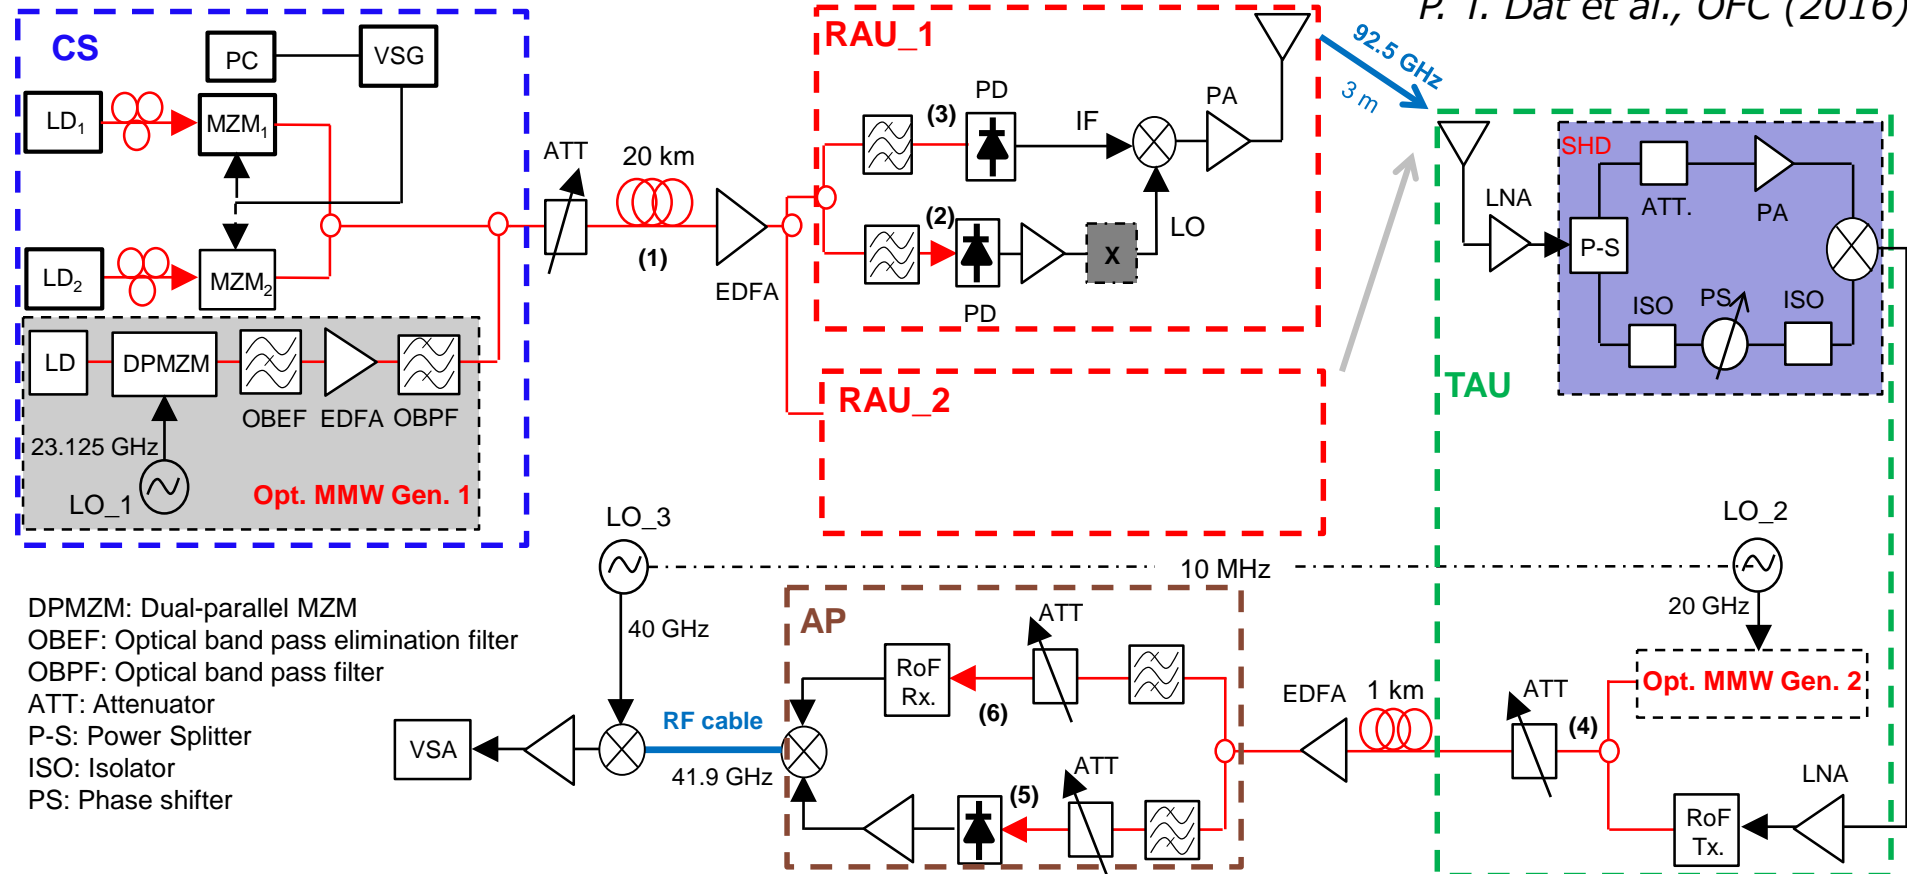 P. T. Dat et al., OFC (2016)
CS
PC
VSG
LD1
MZM1
LD2
MZM2
LD
DPMZM
OBEF
EDFA
OBPF
23.125 GHz
LO_1
Opt. MMW Gen. 1
ATT
20 km
(1)
EDFA
RAU_1
(3)
PD
IF
PA
(2)
PD
X
LO
RAU_2
92.5 GHz
3 m
TAU
LNA
SHD
P-S
ATT.
PA
ISO
PS
ISO
LO_3
10 MHz
LO_2
40 GHz
20 GHz
Opt. MMW Gen. 2
AP
ATT
RoF
Rx.
(6)
EDFA
1 km
ATT
(4)
VSA
RF cable
41.9 GHz
(5)
ATT
LNA
RoF
Tx.
DPMZM: Dual-parallel MZM
OBEF: Optical band pass elimination filter
OBPF: Optical band pass filter
ATT: Attenuator
P-S: Power Splitter
ISO: Isolator
PS: Phase shifter